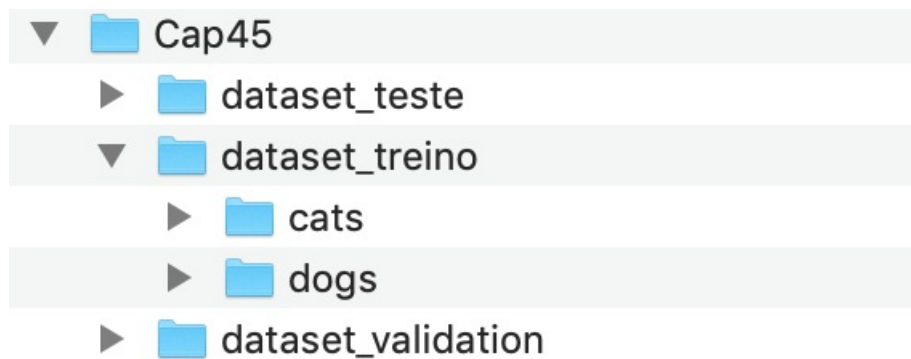 Cap45
dataset_teste
dataset_treino
cats
dogs
dataset_validation